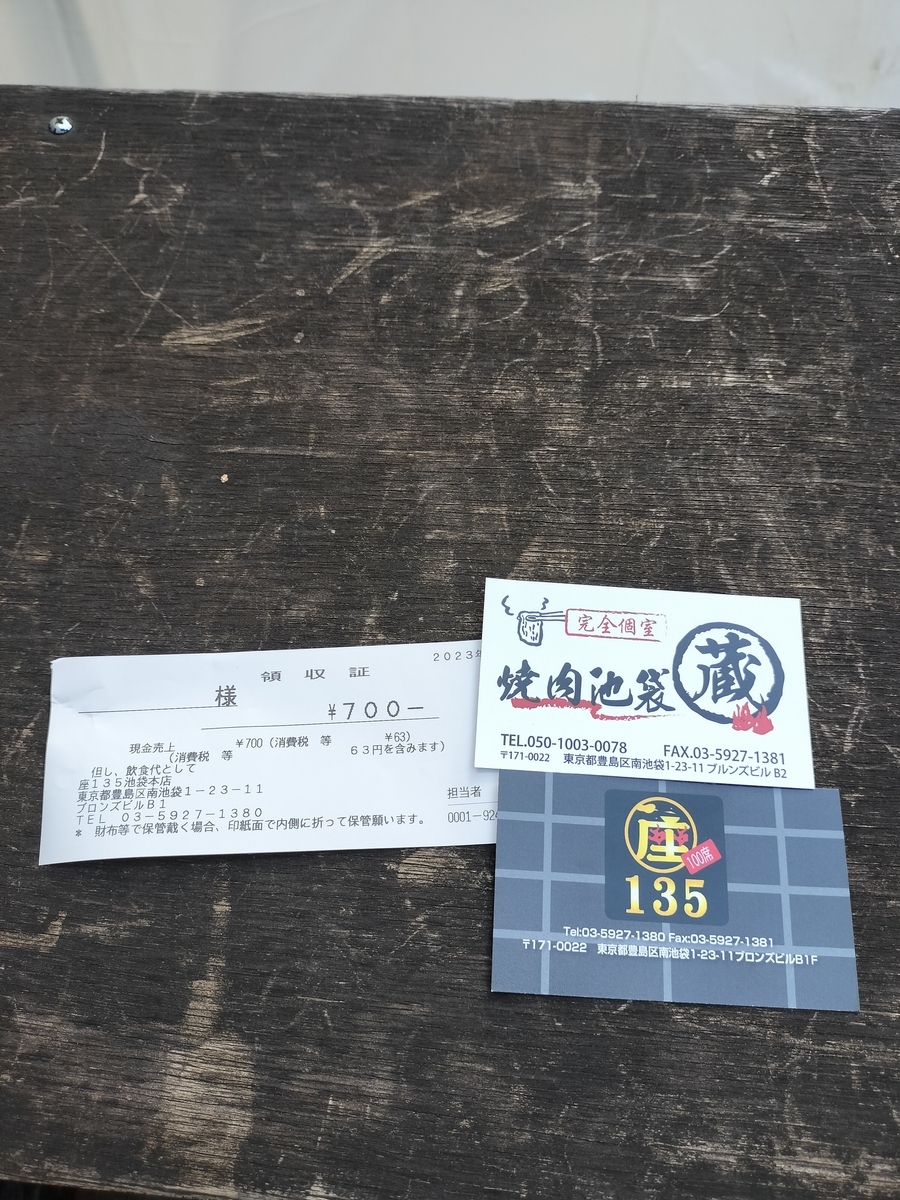 2023年
領収証
様
¥700-
現金売上 ¥700(消費税 等 ¥63)
(消費税 等 63円を含みます)
但し、飲食代として
座135池袋本店
東京都豊島区南池袋1-23-11
ブロンズビルB1
TEL 03-5927-1380
* 財布等で保管戴く場合、印紙面で内側に折って保管願います。
担当者
0001-924
完全個室
焼肉池袋 蔵
TEL.050-1003-0078 FAX.03-5927-1381
〒171-0022 東京都豊島区南池袋1-23-11 ブルンズビル B2
座
100席
135
Tel:03-5927-1380 Fax:03-5927-1381
〒171-0022 東京都豊島区南池袋1-23-11ブロンズビルB1F